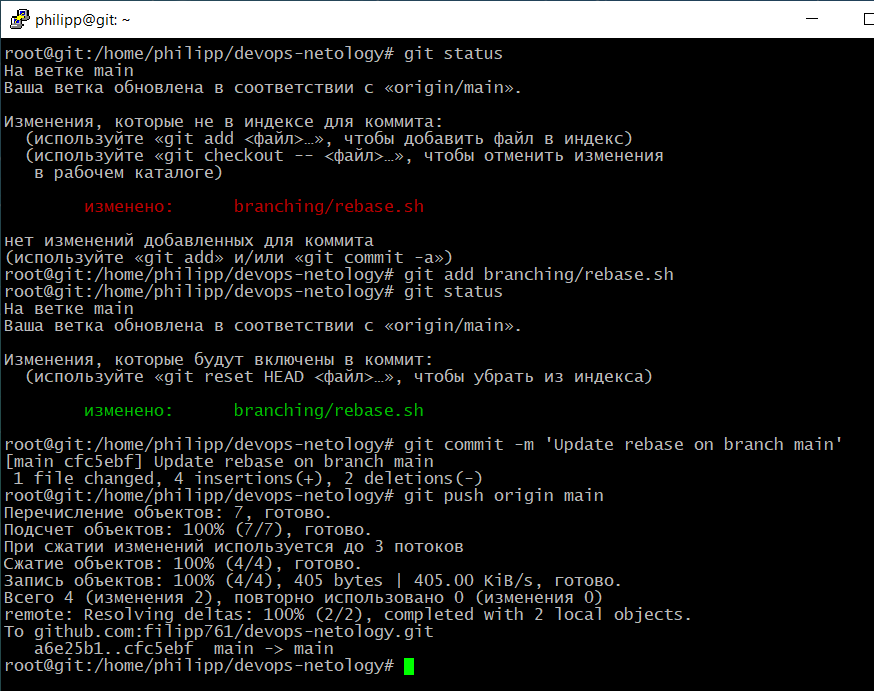 philipp@git: ~
root@git:/home/philipp/devops-netology# git status
На ветке main
Ваша ветка обновлена в соответствии с «origin/main».
Изменения, которые не в индексе для коммита:
(используйте «git add <файл>…», чтобы добавить файл в индекс)
(используйте «git checkout -- <файл>…», чтобы отменить изменения
в рабочем каталоге)
изменено:      branching/rebase.sh
нет изменений добавленных для коммита
(используйте «git add» и/или «git commit -a»)
root@git:/home/philipp/devops-netology# git add branching/rebase.sh
root@git:/home/philipp/devops-netology# git status
На ветке main
Ваша ветка обновлена в соответствии с «origin/main».
Изменения, которые будут включены в коммит:
(используйте «git reset HEAD <файл>…», чтобы убрать из индекса)
изменено:      branching/rebase.sh
root@git:/home/philipp/devops-netology# git commit -m 'Update rebase on branch main'
[main cfc5ebf] Update rebase on branch main
1 file changed, 4 insertions(+), 2 deletions(-)
root@git:/home/philipp/devops-netology# git push origin main
Перечисление объектов: 7, готово.
Подсчет объектов: 100% (7/7), готово.
При сжатии изменений используется до 3 потоков
Сжатие объектов: 100% (4/4), готово.
Запись объектов: 100% (4/4), 405 bytes | 405.00 KiB/s, готово.
Всего 4 (изменения 2), повторно использовано 0 (изменения 0)
remote: Resolving deltas: 100% (2/2), completed with 2 local objects.
To github.com:filipp761/devops-netology.git
a6e25b1..cfc5ebf  main -> main
root@git:/home/philipp/devops-netology#